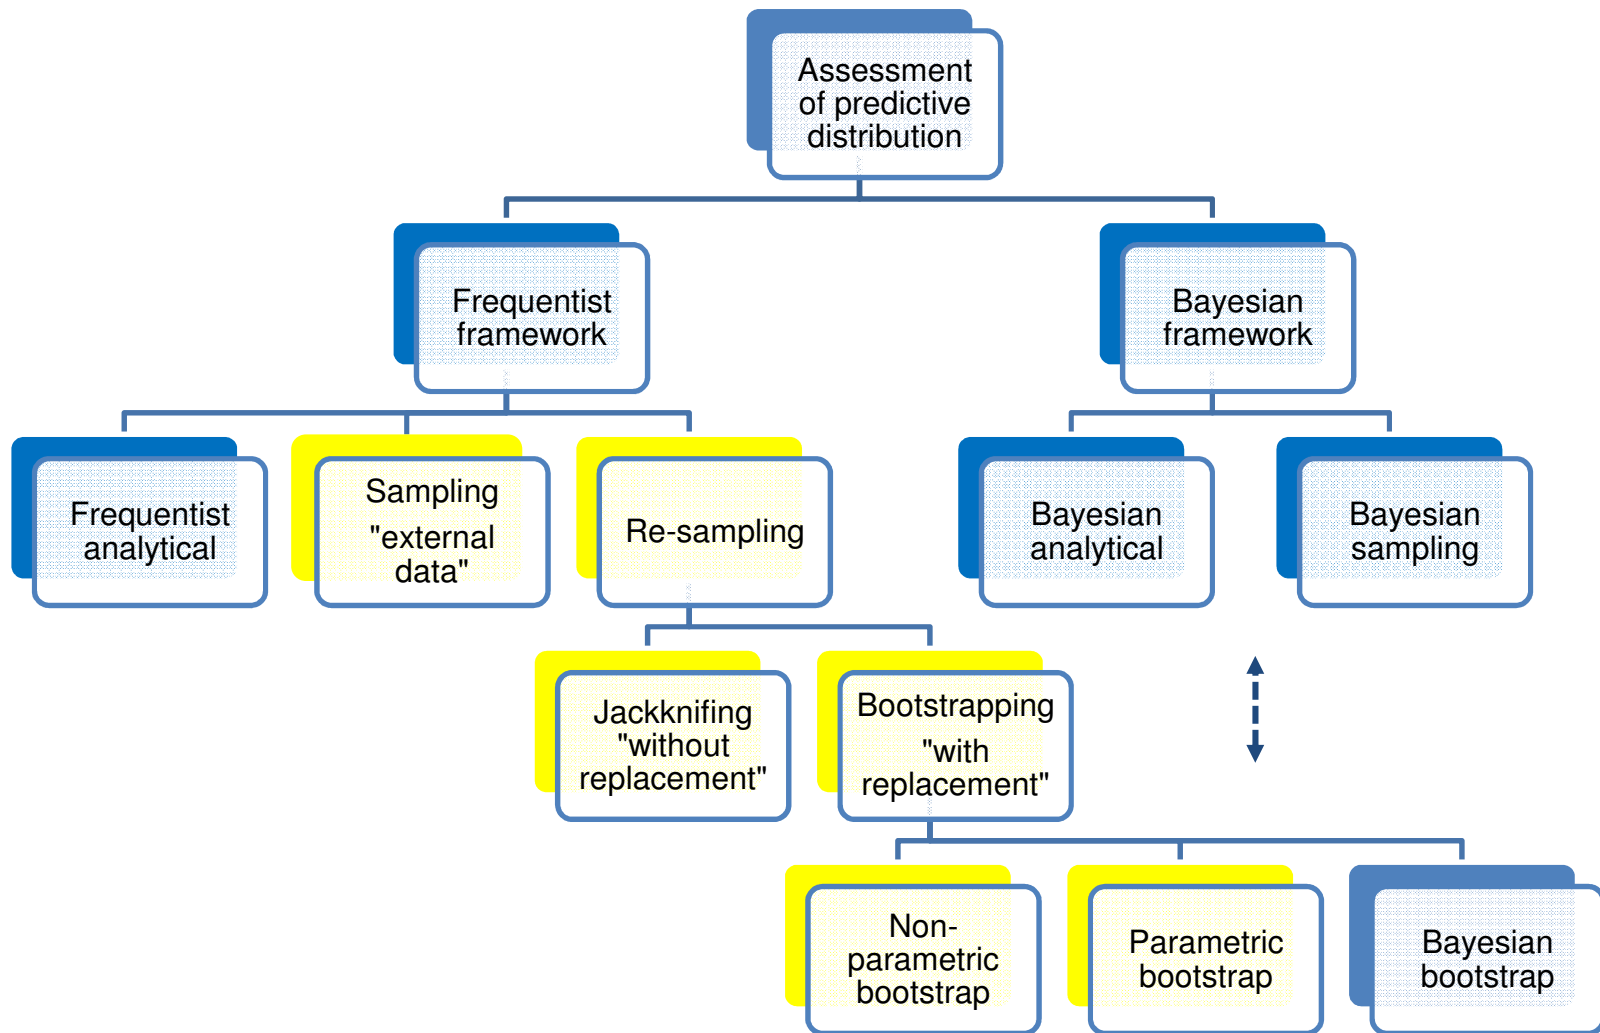 Assessment
of predictive
distribution
Frequentist
framework
Bayesian
framework
Frequentist
analytical
Sampling
"external
data"
Re-sampling
Bayesian
analytical
Bayesian
sampling
Jackknifing
"without
replacement"
Bootstrapping
"with
replacement"
Non-
parametric
bootstrap
Parametric
bootstrap
Bayesian
bootstrap